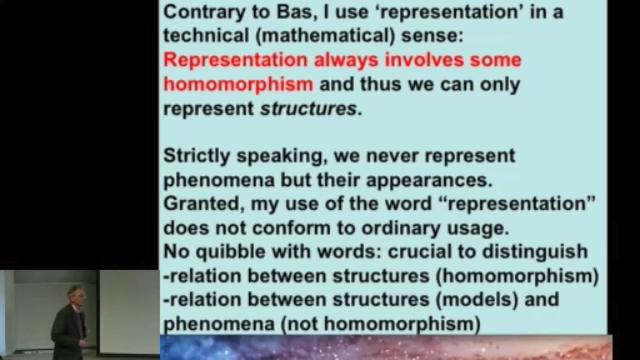 Contrary to Bas, I use ‘representation’ in a
technical (mathematical) sense:
Representation always involves some
homomorphism and thus we can only
represent structures.
Strictly speaking, we never represent
phenomena but their appearances.
Granted, my use of the word “representation”
does not conform to ordinary usage.
No quibble with words: crucial to distinguish
-relation between structures (homomorphism)
-relation between structures (models) and
phenomena (not homomorphism)